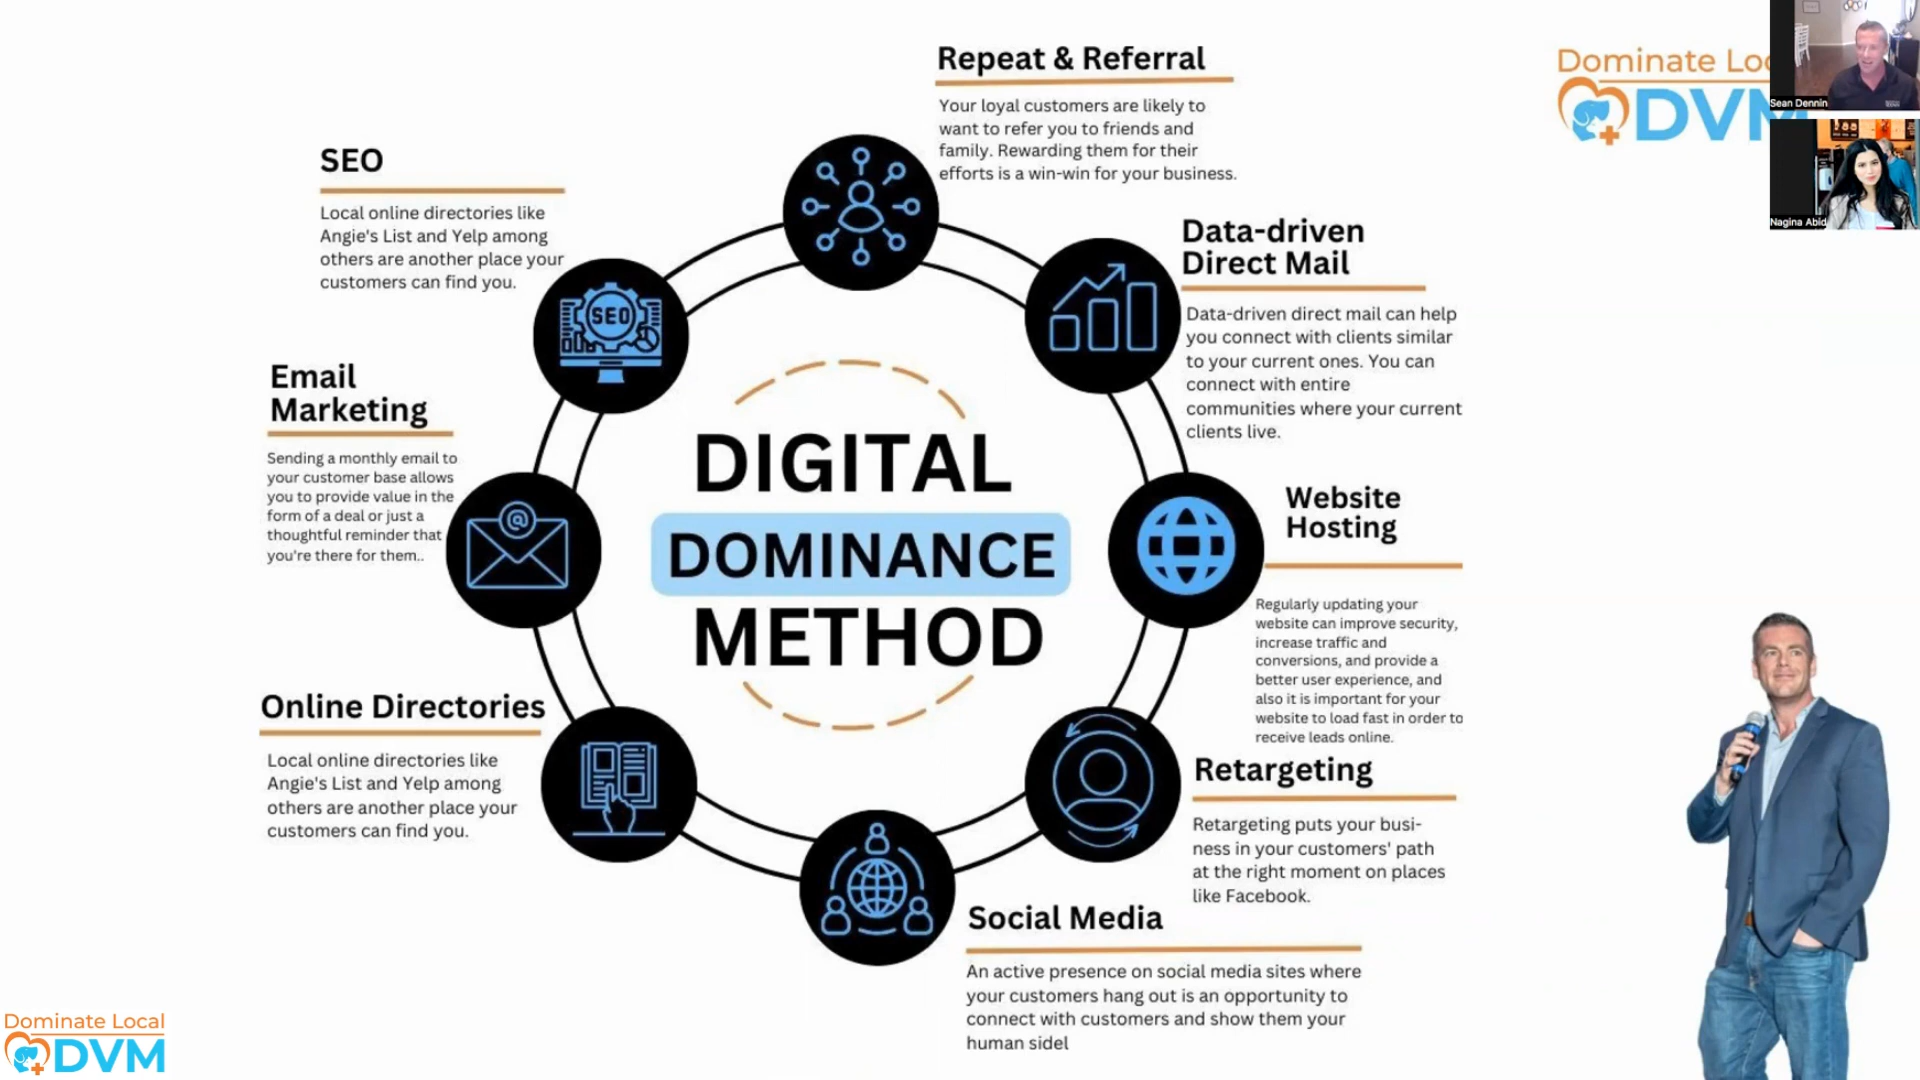 Repeat & Referral
Your loyal customers are likely to
want to refer you to friends and
family. Rewarding them for their
efforts is a win-win for your business.
Dominate Loc
DVM
Sean Dennin
Nagina Abid
SEO
Local online directories like
Angie's List and Yelp among
others are another place your
customers can find you.
SEO
Data-driven
Direct Mail
Data-driven direct mail can help
you connect with clients similar
to your current ones. You can
connect with entire
communities where your current
clients live.
Email
Marketing
Sending a monthly email to
your customer base allows
you to provide value in the
form of a deal or just a
thoughtful reminder that
you're there for them..
@
DIGITAL
DOMINANCE
METHOD
Website
Hosting
Regularly updating your
website can improve security,
increase traffic and
conversions, and provide a
better user experience, and
also it is important for your
website to load fast in order to
receive leads online.
Online Directories
Local online directories like
Angie's List and Yelp among
others are another place your
customers can find you.
Retargeting
Retargeting puts your busi-
ness in your customers' path
at the right moment on places
like Facebook.
Social Media
An active presence on social media sites where
your customers hang out is an opportunity to
connect with customers and show them your
human sidel
Dominate Local
DVM